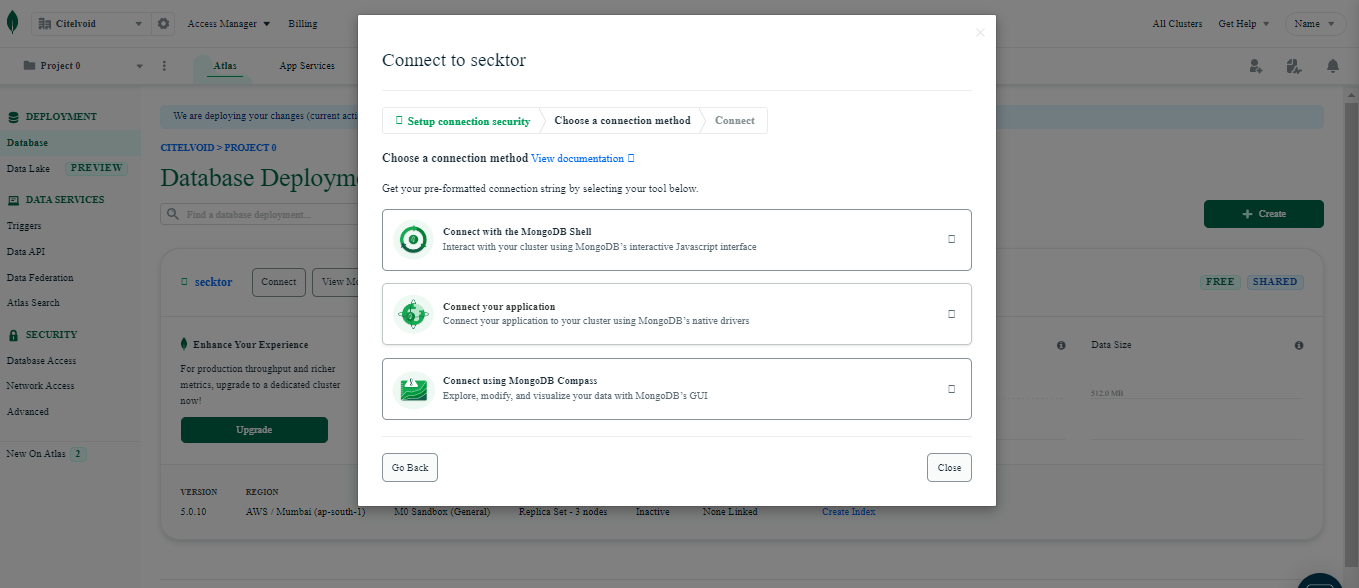 Citelvoid
Access Manager
Billing
All Clusters
Get Help
Name
Project 0
Atlas
App Services
DEPLOYMENT
Database
Data Lake PREVIEW
DATA SERVICES
Triggers
Data API
Data Federation
Atlas Search
SECURITY
Database Access
Network Access
Advanced
New On Atlas 2
We are deploying your changes (current acti
CITELVOID > PROJECT 0
Database Deploym
Find a database deployment...
+ Create
secktor
Connect
View Mo
FREE
SHARED
Enhance Your Experience
For production throughput and richer
metrics, upgrade to a dedicated cluster
now!
Upgrade
Data Size
512.0 MB
VERSION
REGION
5.0.10
AWS / Mumbai (ap-south-1)
M0 Sandbox (General)
Replica Set - 3 nodes
Inactive
None Linked
Create Index
Connect to secktor
Setup connection security
Choose a connection method
Connect
Choose a connection method View documentation
Get your pre-formatted connection string by selecting your tool below.
Connect with the MongoDB Shell
Interact with your cluster using MongoDB's interactive Javascript interface
Connect your application
Connect your application to your cluster using MongoDB's native drivers
Connect using MongoDB Compass
Explore, modify, and visualize your data with MongoDB's GUI
Go Back
Close